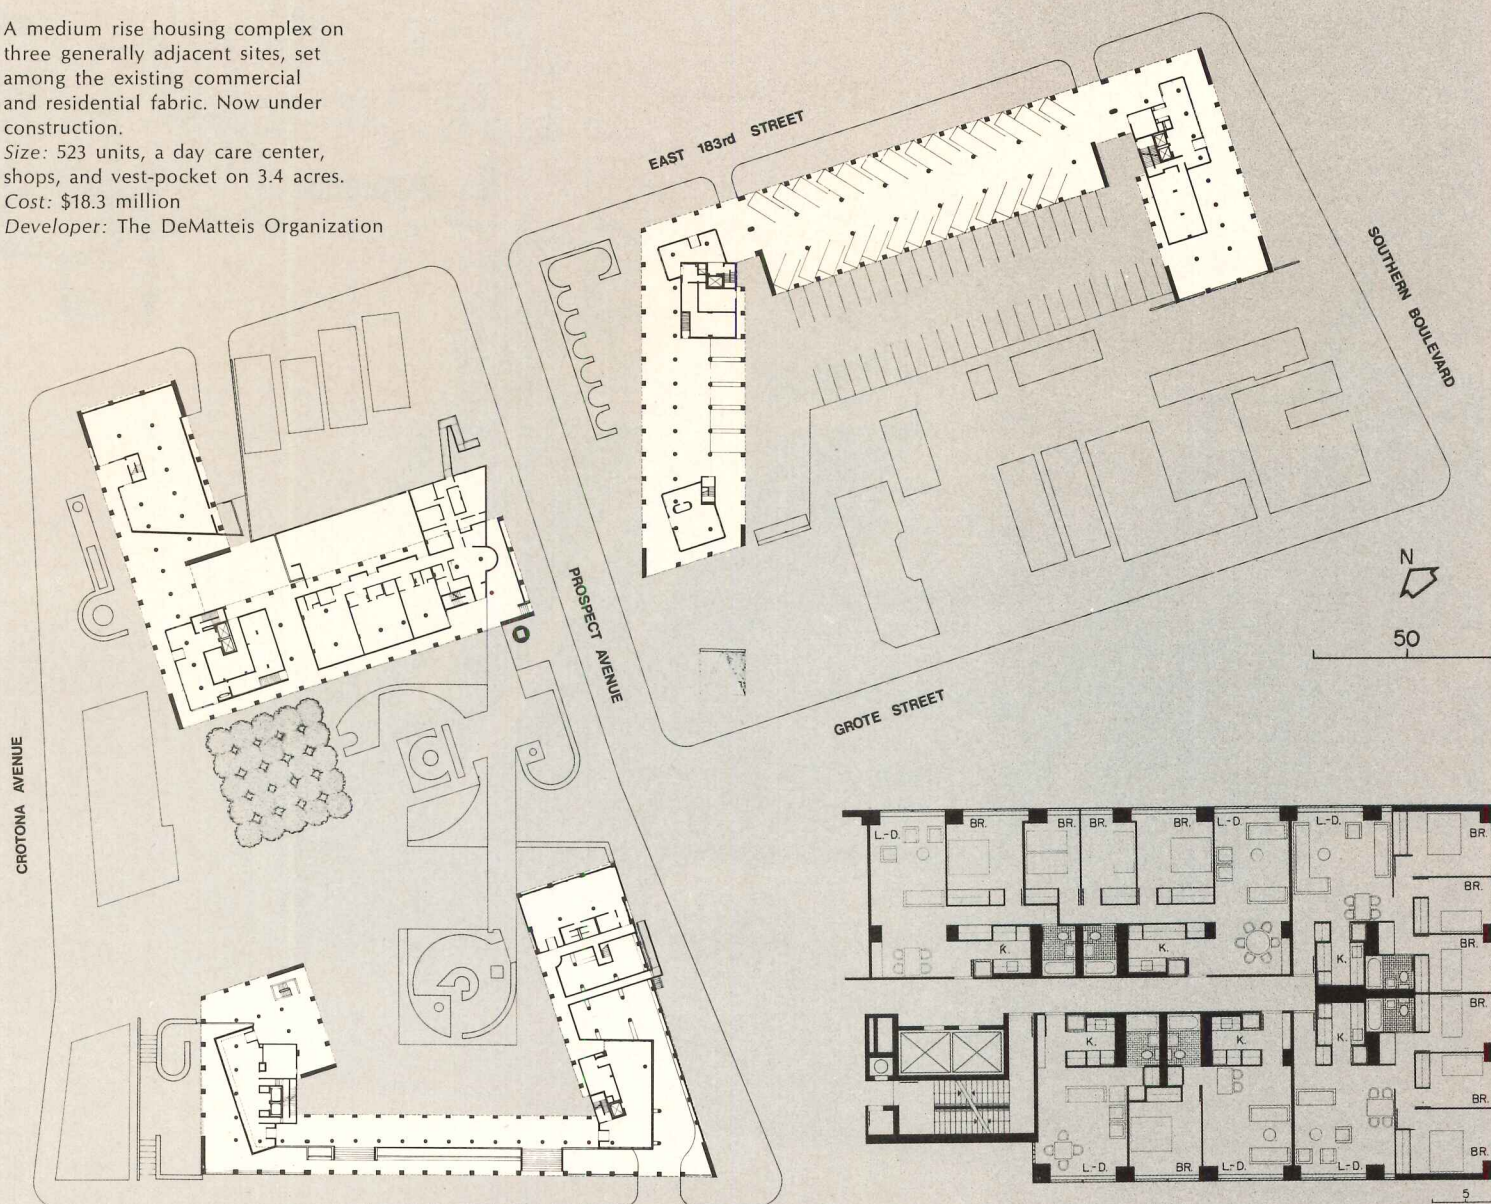 A medium rise housing complex on
three generally adjacent sites, set
among the existing commercial
and residential fabric. Now under
construction.
Size: 523 units, a day care center,
shops, and vest-pocket on 3.4 acres.
Cost: $18.3 million
Developer: The DeMatteis Organization
EAST 183rd STREET
SOUTHERN BOULEVARD
PROSPECT AVENUE
GROTE STREET
CROTONA AVENUE
N
50
L.-D.
BR.
BR.
BR.
BR.
L.-D.
L.-D.
BR.
BR.
BR.
K.
K.
K.
BR.
K.
K.
K.
BR.
BR.
L.-D.
BR.
L.-D.
L.-D.
5